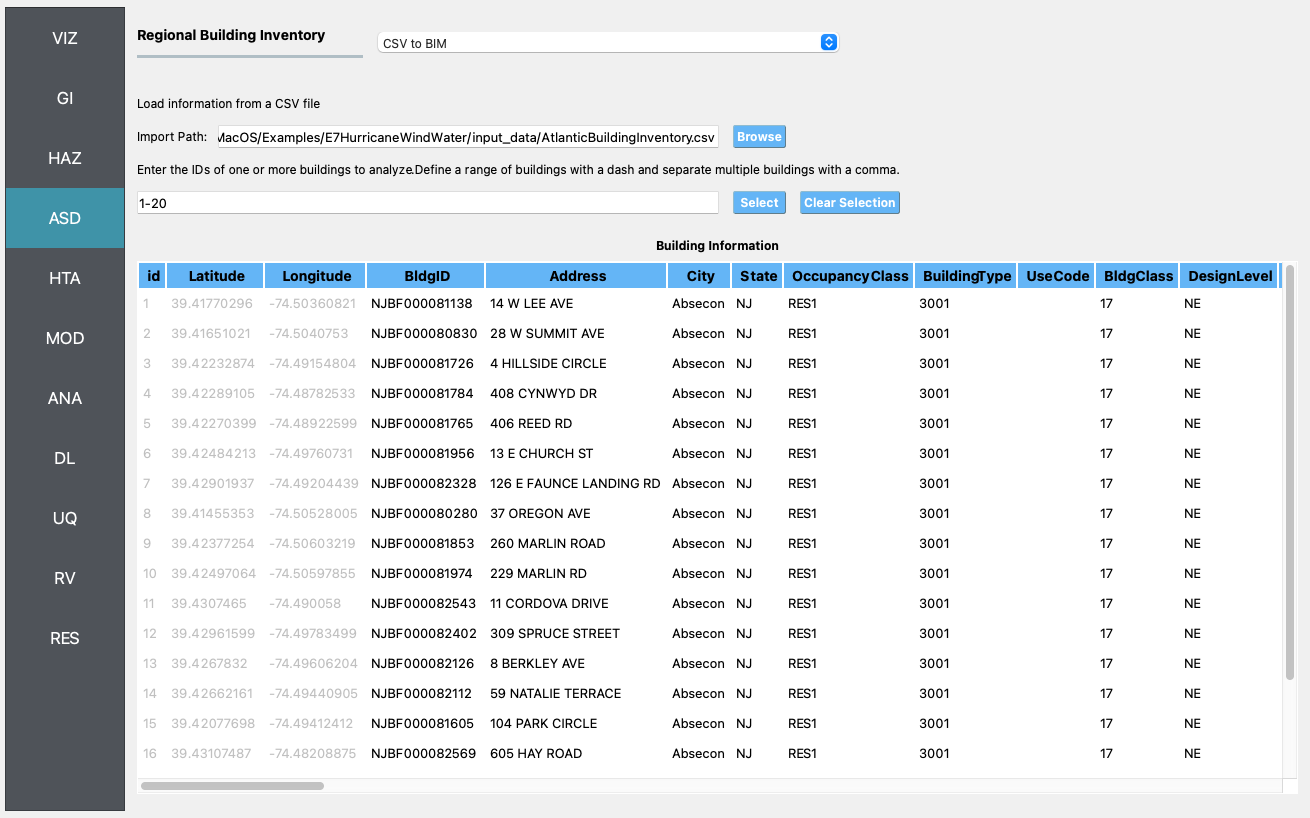 VIZ
GI
HAZ
ASD
HTA
MOD
ANA
DL
UQ
RV
RES
Regional Building Inventory
CSV to BIM
Load information from a CSV file
Import Path: MacOS/Examples/E7HurricaneWindWater/input_data/AtlanticBuildingInventory.csv Browse
Enter the IDs of one or more buildings to analyze.Define a range of buildings with a dash and separate multiple buildings with a comma.
1-20 Select Clear Selection
Building Information
id Latitude Longitude BldgID Address City State OccupancyClass BuildingType UseCode BldgClass DesignLevel
1 39.41770296 -74.50360821 NJBF000081138 14 W LEE AVE Absecon NJ RES1 3001 17 NE
2 39.41651021 -74.5040753 NJBF000080830 28 W SUMMIT AVE Absecon NJ RES1 3001 17 NE
3 39.42232874 -74.49154804 NJBF000081726 4 HILLSIDE CIRCLE Absecon NJ RES1 3001 17 NE
4 39.42289105 -74.48782533 NJBF000081784 408 CYNWYD DR Absecon NJ RES1 3001 17 NE
5 39.42270399 -74.48922599 NJBF000081765 406 REED RD Absecon NJ RES1 3001 17 NE
6 39.42484213 -74.49760731 NJBF000081956 13 E CHURCH ST Absecon NJ RES1 3001 17 NE
7 39.42901937 -74.49204439 NJBF000082328 126 E FAUNCE LANDING RD Absecon NJ RES1 3001 17 NE
8 39.41455353 -74.50528005 NJBF000080280 37 OREGON AVE Absecon NJ RES1 3001 17 NE
9 39.42377254 -74.50603219 NJBF000081853 260 MARLIN ROAD Absecon NJ RES1 3001 17 NE
10 39.42497064 -74.50597855 NJBF000081974 229 MARLIN RD Absecon NJ RES1 3001 17 NE
11 39.4307465 -74.490058 NJBF000082543 11 CORDOVA DRIVE Absecon NJ RES1 3001 17 NE
12 39.42961599 -74.49783499 NJBF000082402 309 SPRUCE STREET Absecon NJ RES1 3001 17 NE
13 39.4267832 -74.49606204 NJBF000082126 8 BERKLEY AVE Absecon NJ RES1 3001 17 NE
14 39.42662161 -74.49440905 NJBF000082112 59 NATALIE TERRACE Absecon NJ RES1 3001 17 NE
15 39.42077698 -74.49412412 NJBF000081605 104 PARK CIRCLE Absecon NJ RES1 3001 17 NE
16 39.43107487 -74.48208875 NJBF000082569 605 HAY ROAD Absecon NJ RES1 3001 17 NE